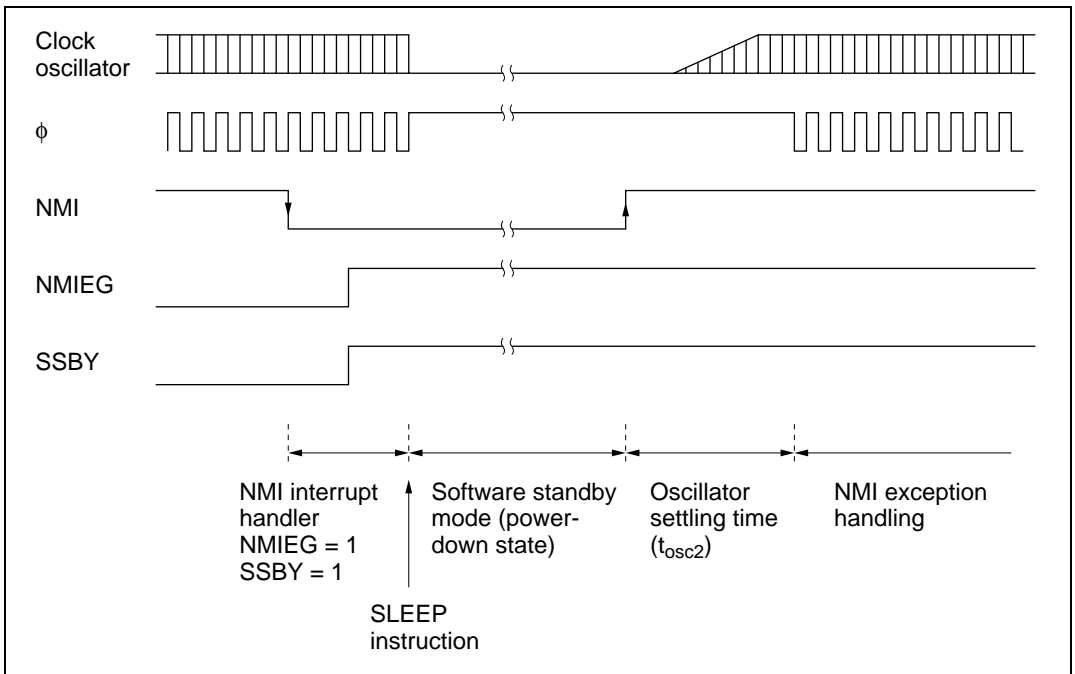 Clock
oscillator
φ
NMI
NMIEG
SSBY
NMI interrupt
handler
NMIEG = 1
SSBY = 1
Software standby
mode (power-
down state)
Oscillator
settling time
(tosc2)
NMI exception
handling
SLEEP
instruction